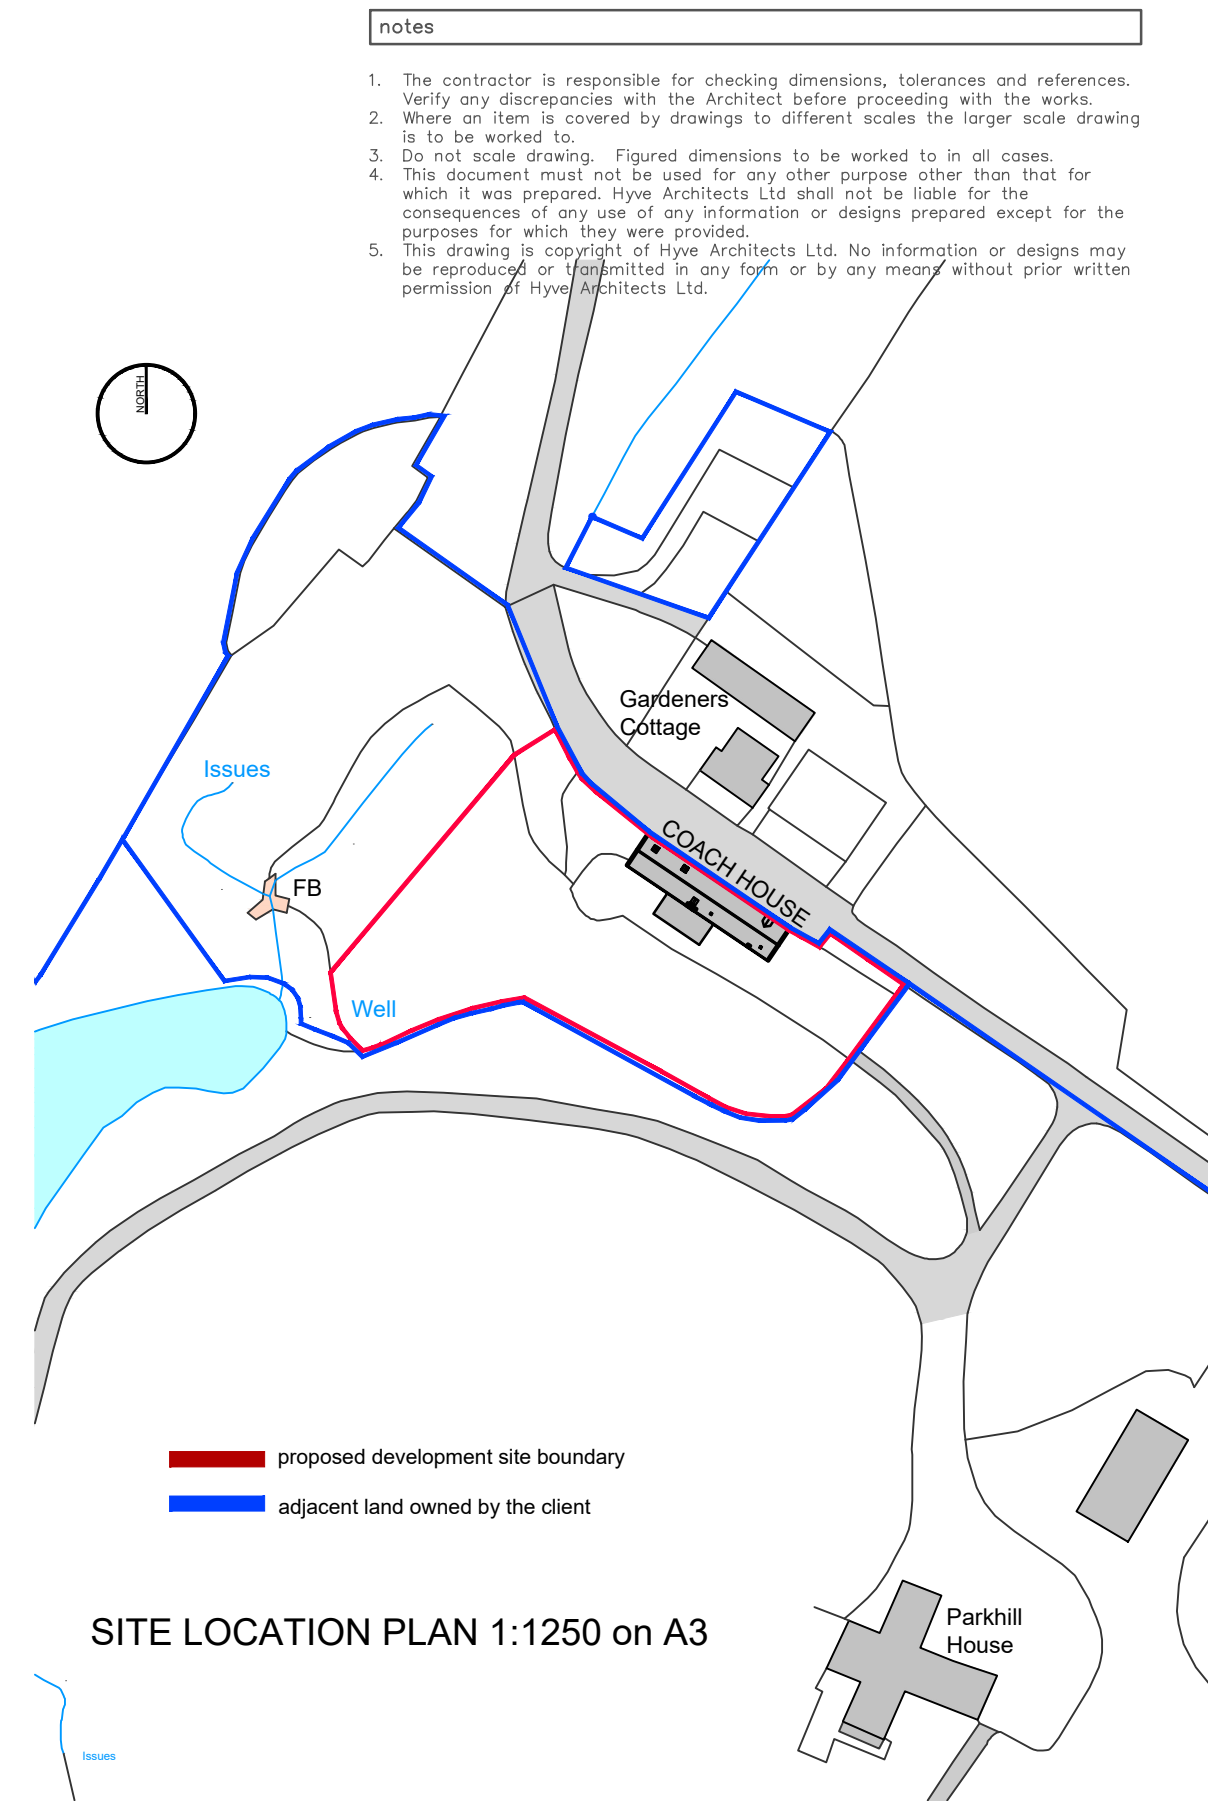 notes
1. The contractor is responsible for checking dimensions, tolerances and references.
Verify any discrepancies with the Architect before proceeding with the works.
2. Where an item is covered by drawings to different scales the larger scale drawing
is to be worked to.
3. Do not scale drawing. Figured dimensions to be worked to in all cases.
4. This document must not be used for any other purpose other than that for
which it was prepared. Hyve Architects Ltd shall not be liable for the
consequences of any use of any information or designs prepared except for the
purposes for which they were provided.
5. This drawing is copyright of Hyve Architects Ltd. No information or designs may
be reproduced or transmitted in any form or by any means without prior written
permission of Hyve Architects Ltd.
NORTH
Gardeners
Cottage
Issues
COACH HOUSE
FB
Well
proposed development site boundary
adjacent land owned by the client
SITE LOCATION PLAN 1:1250 on A3
Parkhill
House
Issues